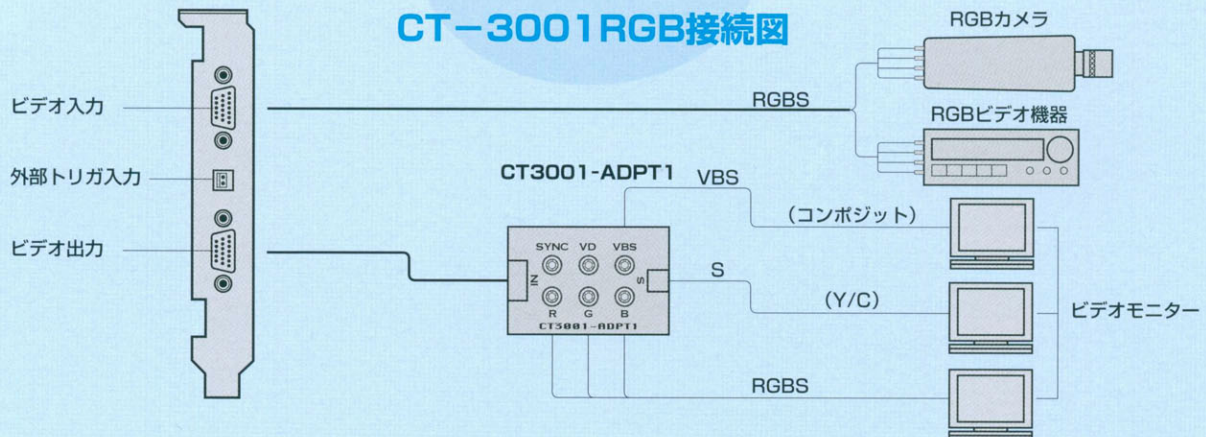 CT−3001RGB接続図
RGBカメラ
ビデオ入力
RGBS
RGBビデオ機器
外部トリガ入力
CT3001-ADPT1
VBS
(コンポジット)
ビデオ出力
SYNC VD VBS
IN
S
R G B
CT3001-ADPT1
S
(Y/C)
ビデオモニター
RGBS